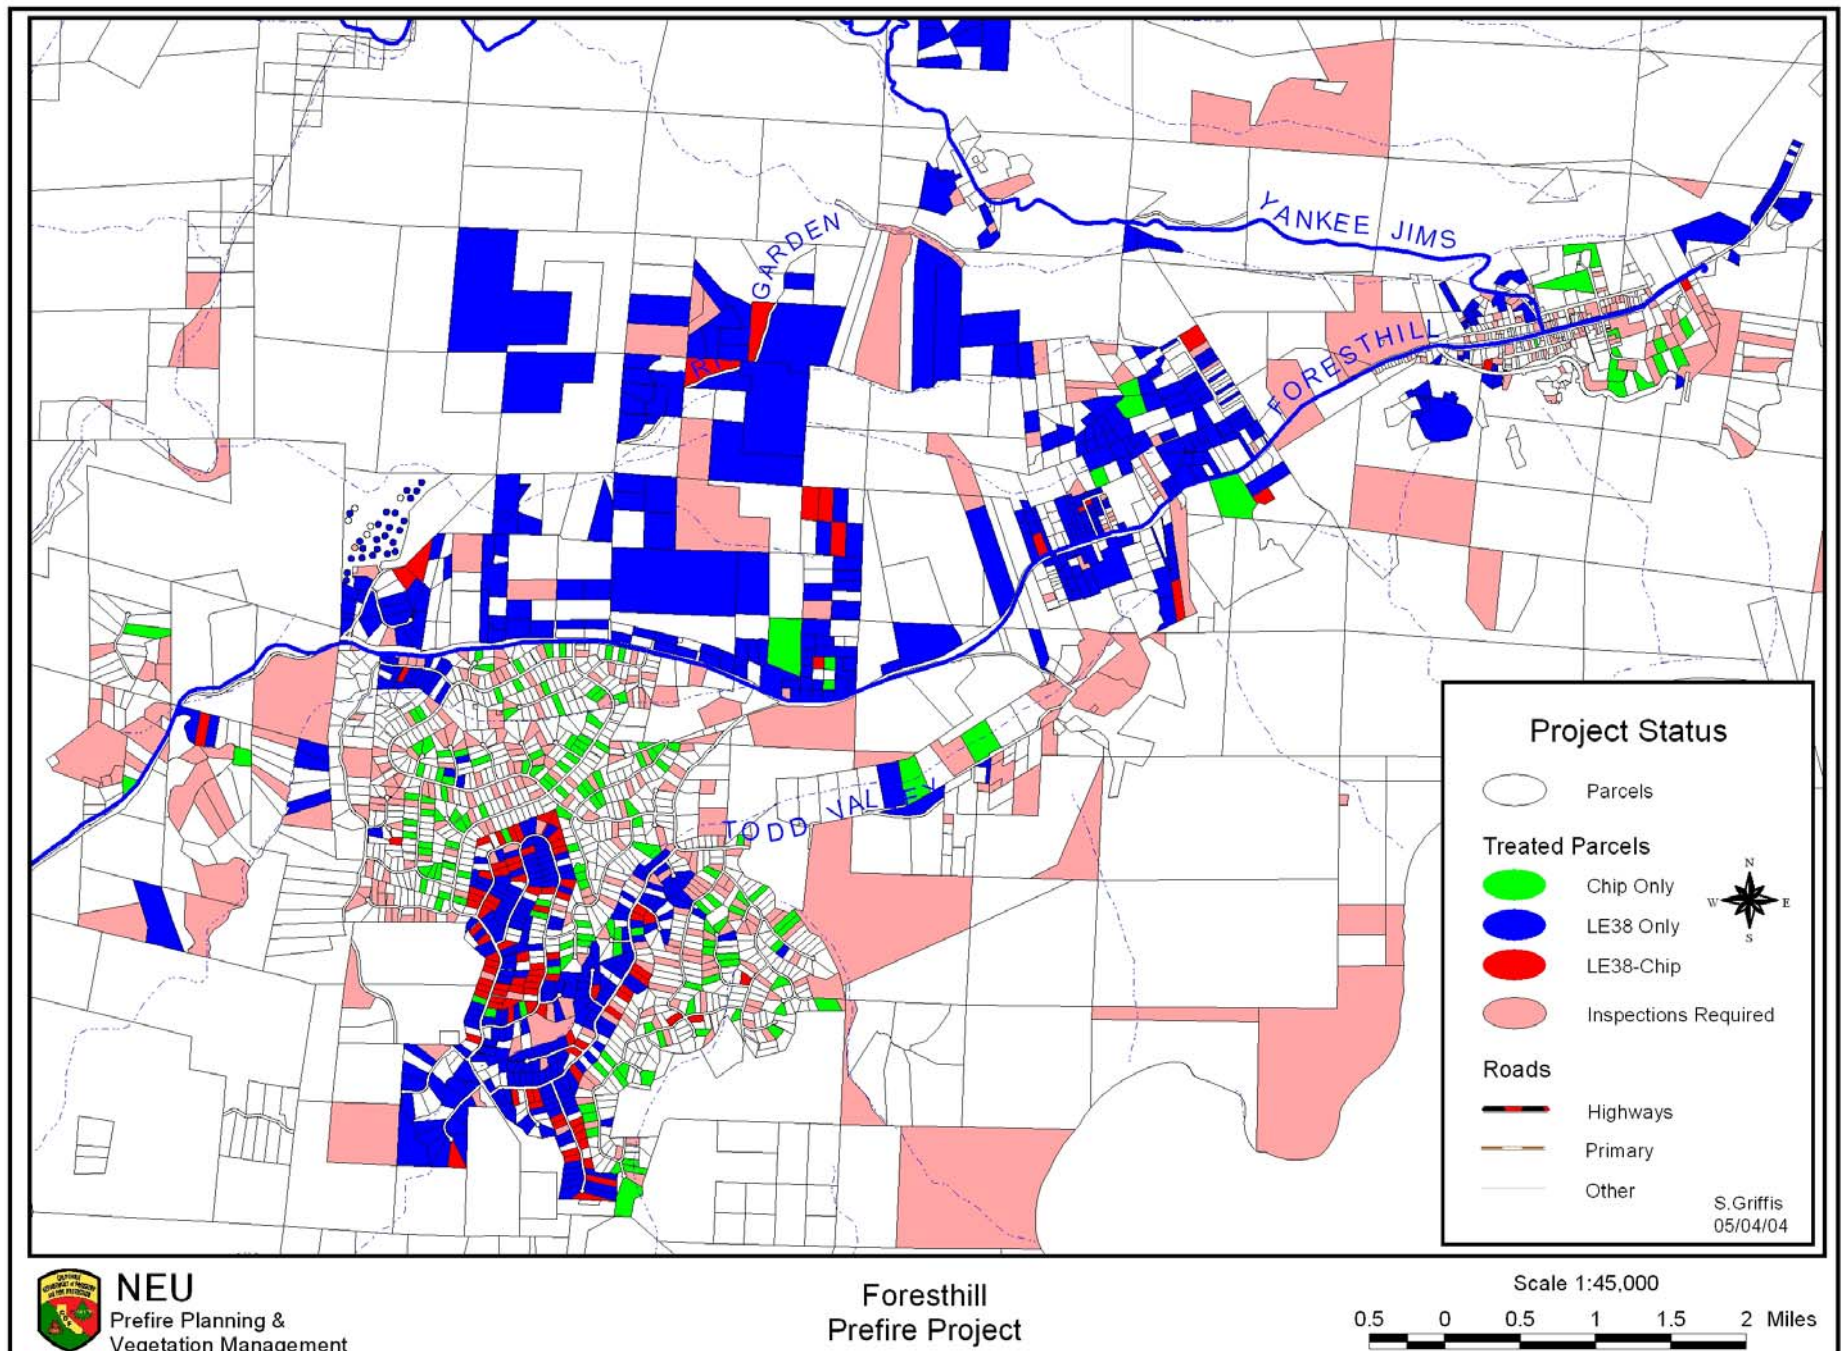 GARDEN
YANKEE JIMS
FORESTHILL
TODD VALLEY
Project Status
Parcels
Treated Parcels
Chip Only
LE38 Only
LE38-Chip
Inspections Required
N
W E
S
Roads
Highways
Primary
Other
S.Griffis
05/04/04
NEU
Prefire Planning &
Vegetation Management
Foresthill
Prefire Project
Scale 1:45,000
0.5 0 0.5 1 1.5 2 Miles